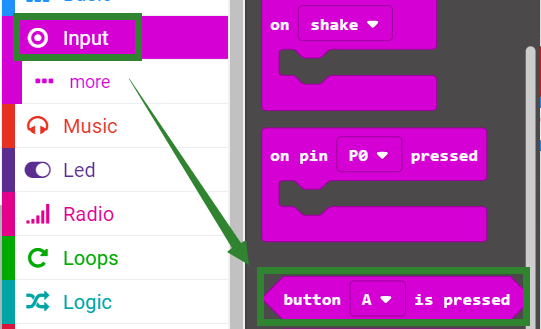 Input
more
Music
Led
Radio
Loops
Logic
on shake
on pin P0 pressed
button A is pressed